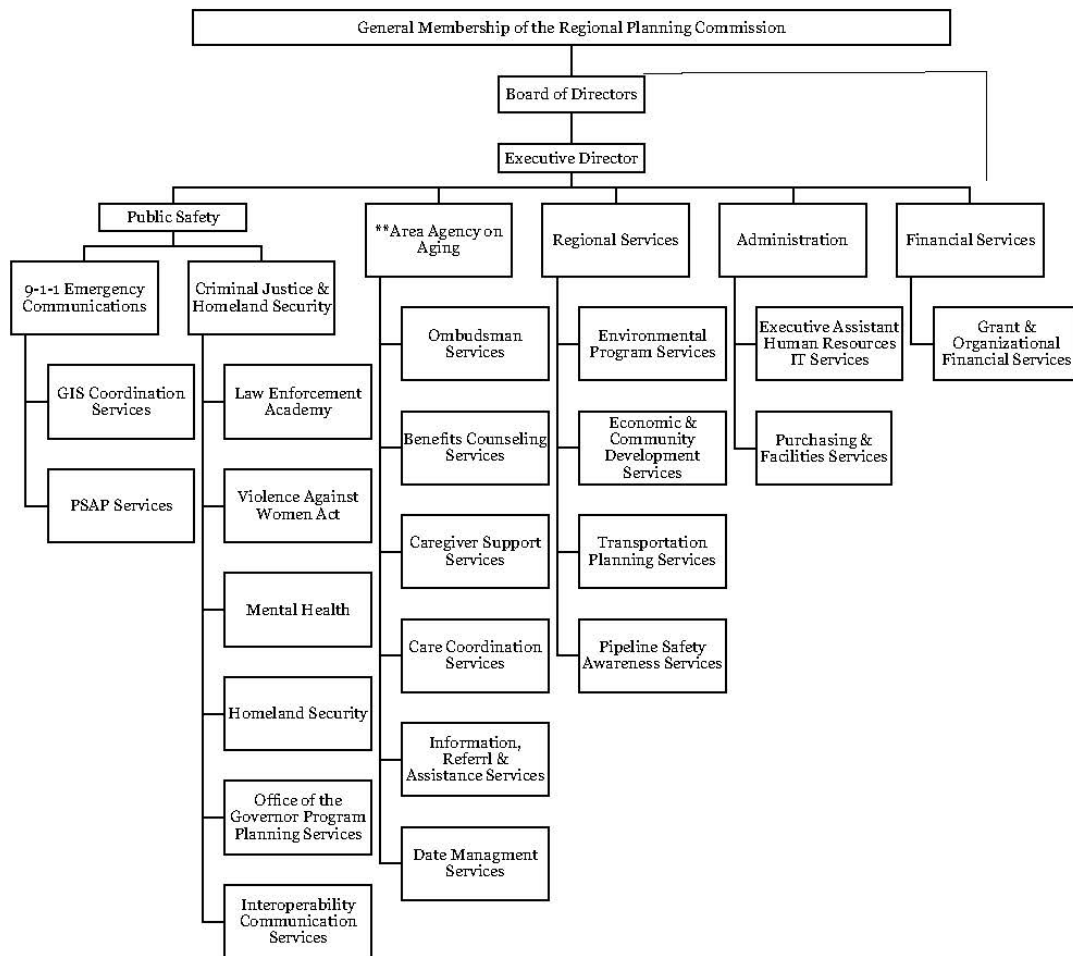 General Membership of the Regional Planning Commission
Board of Directors
Executive Director
Public Safety
9-1-1 Emergency
Communications
GIS Coordination
Services
PSAP Services
Criminal Justice &
Homeland Security
Law Enforcement
Academy
Violence Against
Women Act
Mental Health
Homeland Security
Office of the
Governor Program
Planning Services
Interoperability
Communication
Services
**Area Agency on
Aging
Ombudsman
Services
Benefits Counseling
Services
Caregiver Support
Services
Care Coordination
Services
Information,
Referrl &
Assistance Services
Date Managment
Services
Regional Services
Environmental
Program Services
Economic &
Community
Development
Services
Transportation
Planning Services
Pipeline Safety
Awareness Services
Administration
Executive Assistant
Human Resources
IT Services
Purchasing &
Facilities Services
Financial Services
Grant &
Organizational
Financial Services